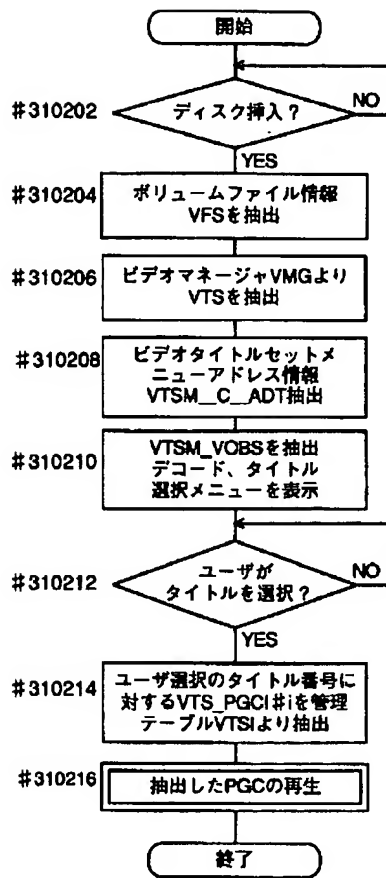 開始
#310202
ディスク挿入？
NO
YES
#310204
ボリュームファイル情報
VFSを抽出
#310206
ビデオマネージャVMGより
VTSを抽出
#310208
ビデオタイトルセットメ
ニューアドレス情報
VTSM__C__ADT抽出
#310210
VTSM_VOBSを抽出
デコード、タイトル
選択メニューを表示
#310212
ユーザが
タイトルを選択？
NO
YES
#310214
ユーザ選択のタイトル番号に
対するVTS_PGCI#iを管理
テーブルVTSIより抽出
#310216
抽出したPGCの再生
終了